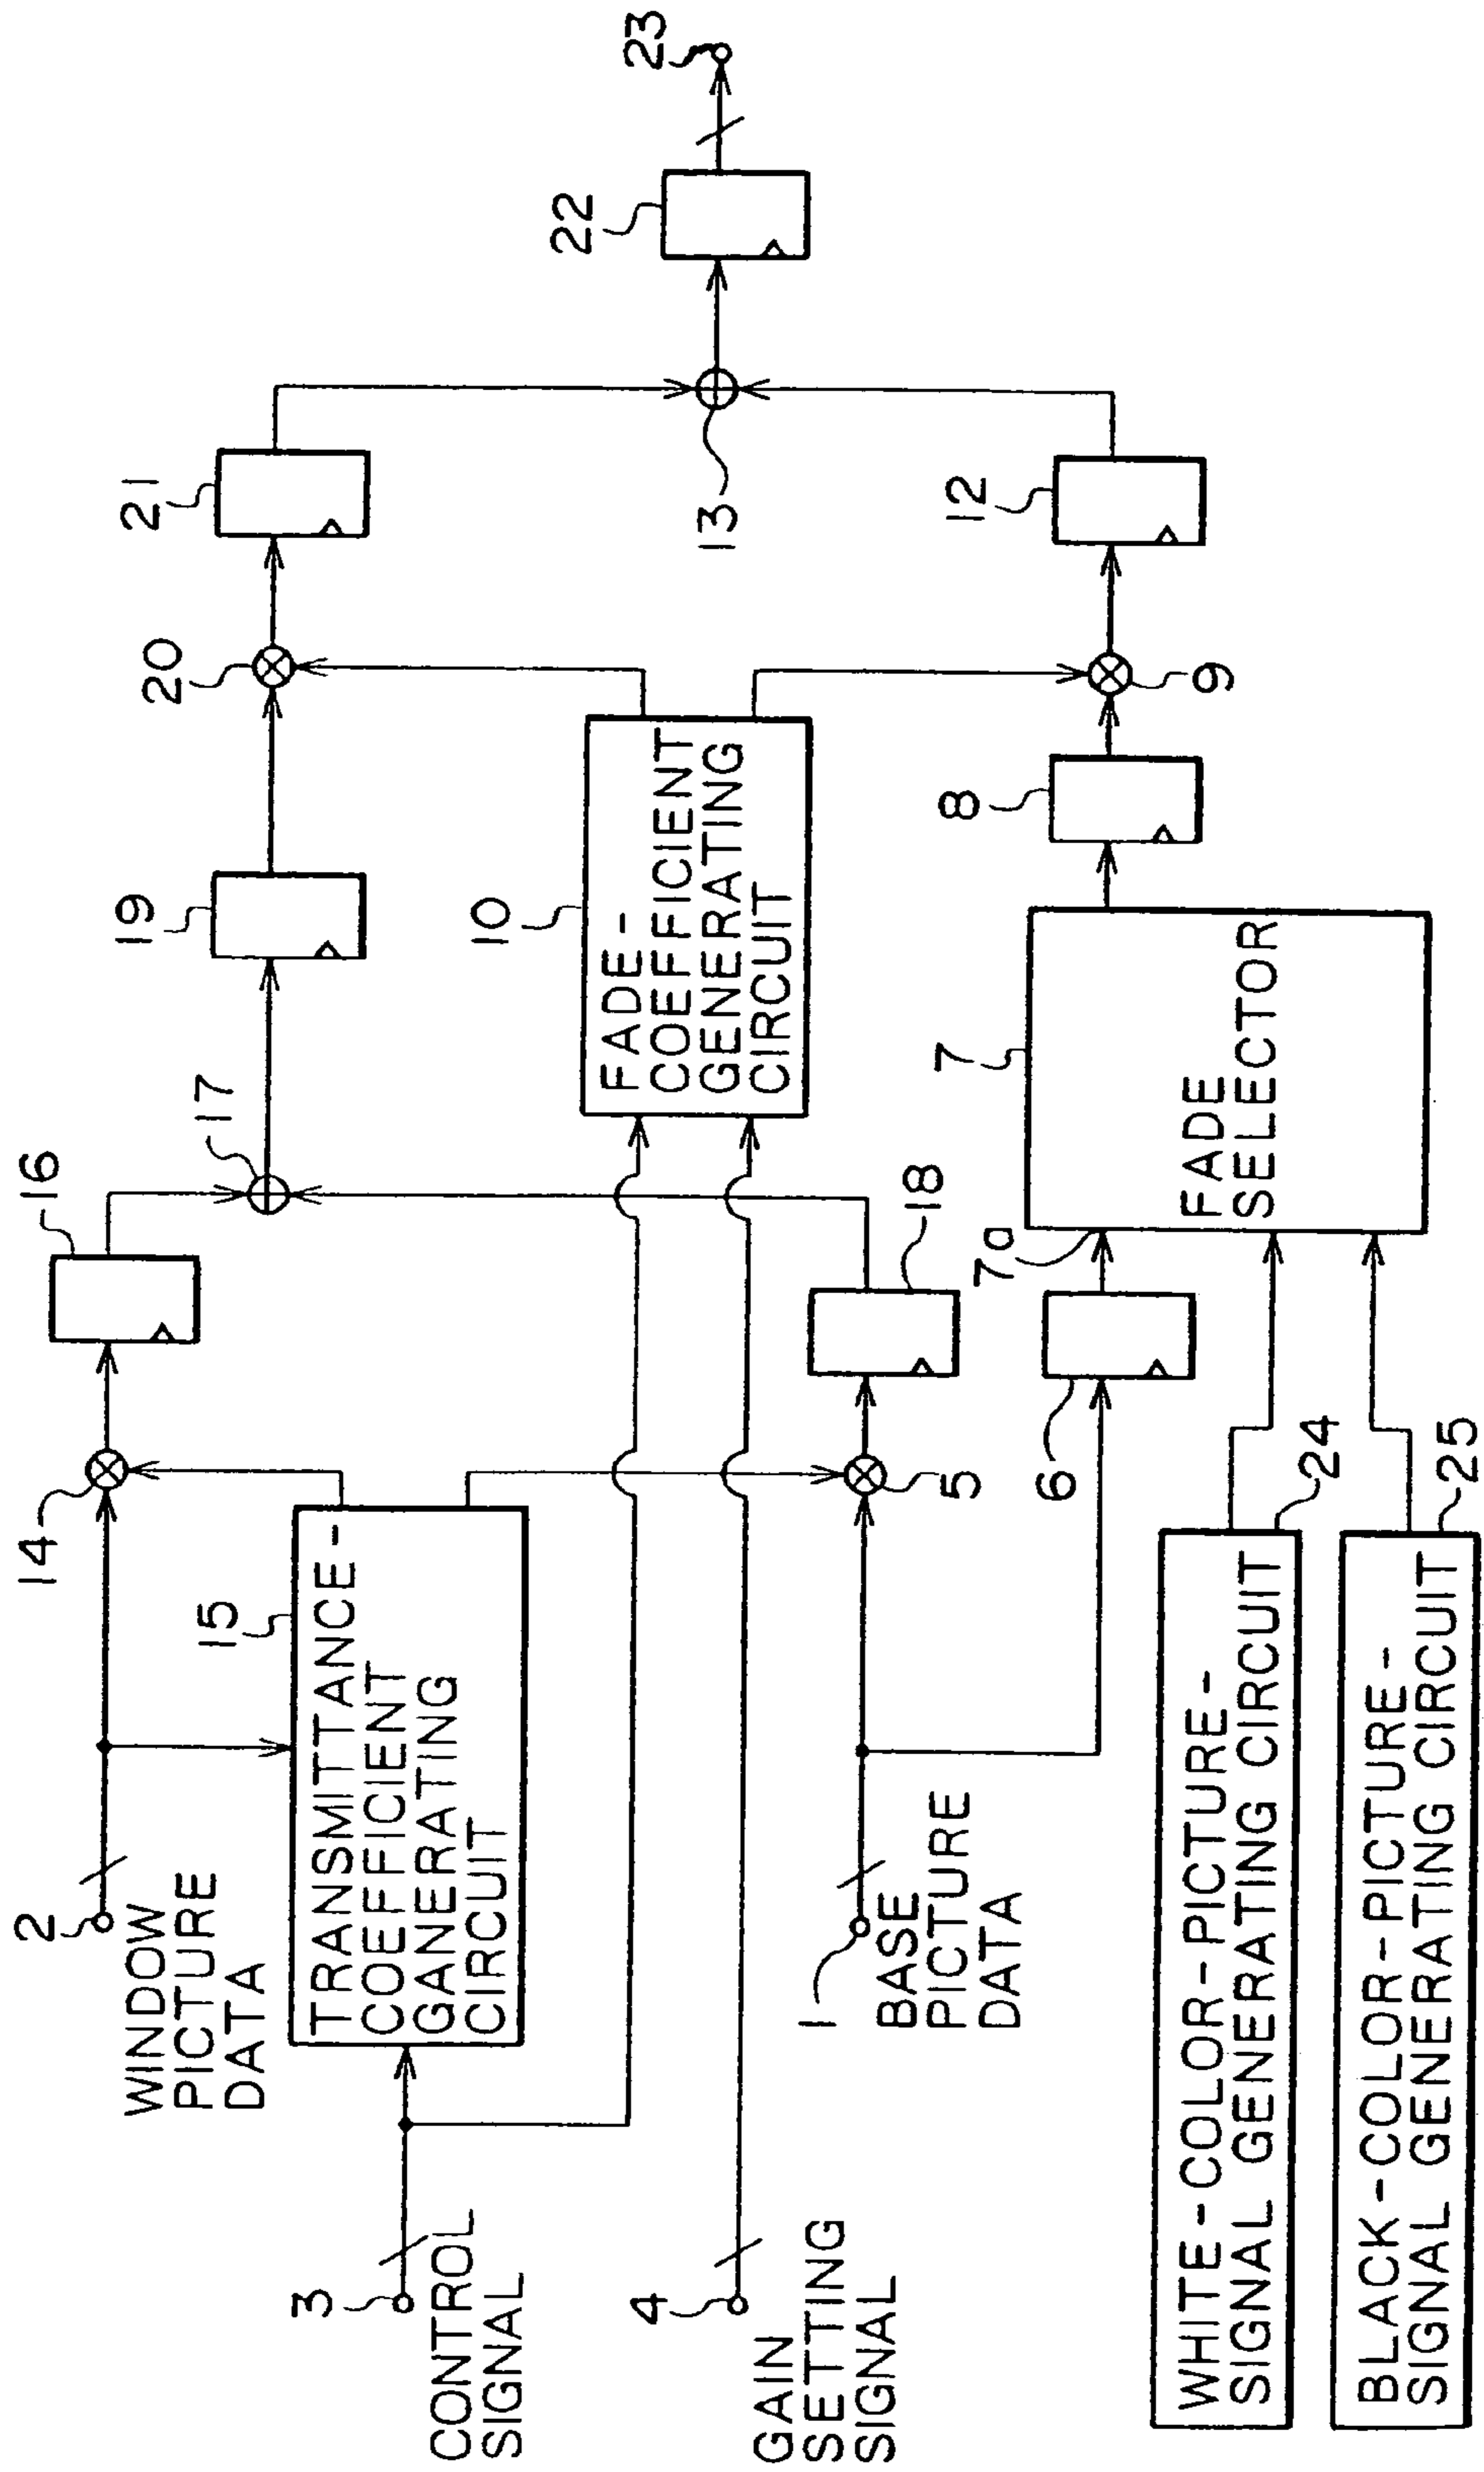 2
WINDOW
PICTURE
DATA
14
16
17
19
20
21
15
TRANSMITTANCE-
COEFFICIENT
GANERATING
CIRCUIT
3
CONTROL
SIGNAL
10
FADE-
COEFFICIENT
GENERATING
CIRCUIT
13
22
23
4
GAIN
SETTING
SIGNAL
1
BASE
PICTURE
DATA
5
18
6
7a
7
FADE
SELECTOR
8
9
12
WHITE-COLOR-PICTURE-
SIGNAL GENERATING CIRCUIT
24
BLACK-COLOR-PICTURE-
SIGNAL GENERATING CIRCUIT
25